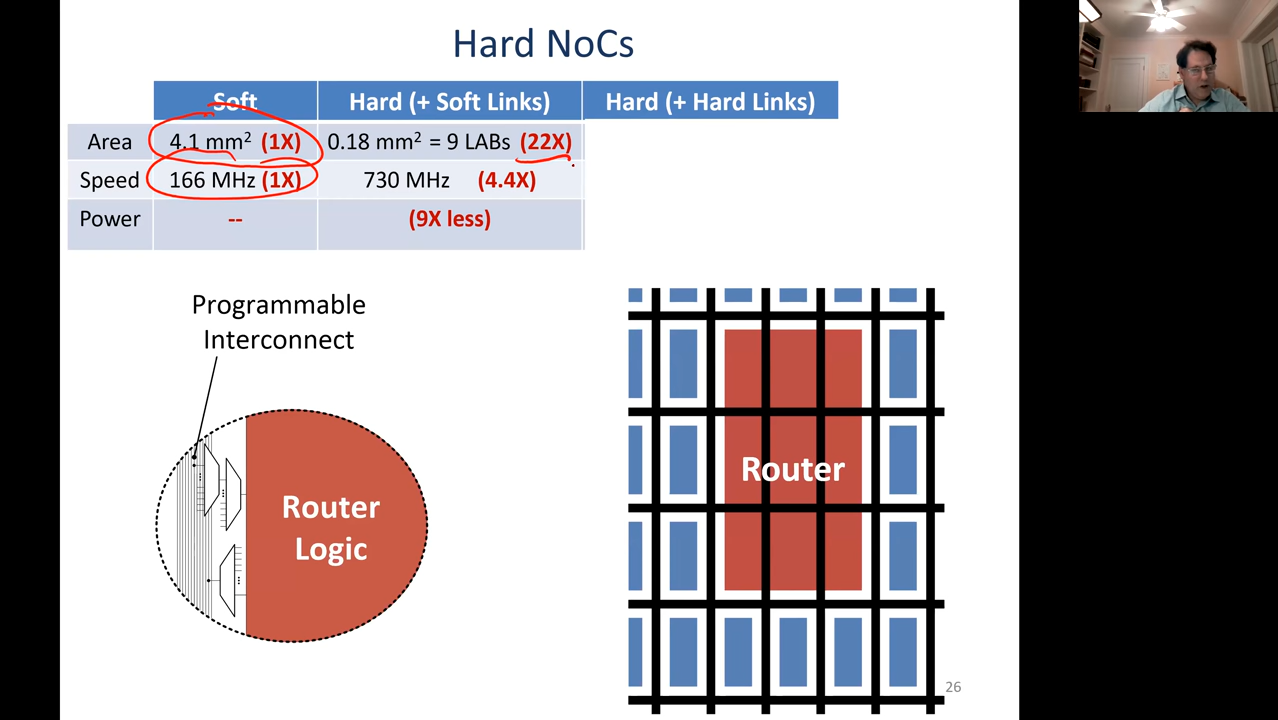 Hard NoCs
Soft Hard (+ Soft Links) Hard (+ Hard Links)
Area 4.1 mm² (1X) 0.18 mm² = 9 LABs (22X)
Speed 166 MHz (1X) 730 MHz (4.4X)
Power -- (9X less)
Programmable
Interconnect
Router
Logic
Router
26